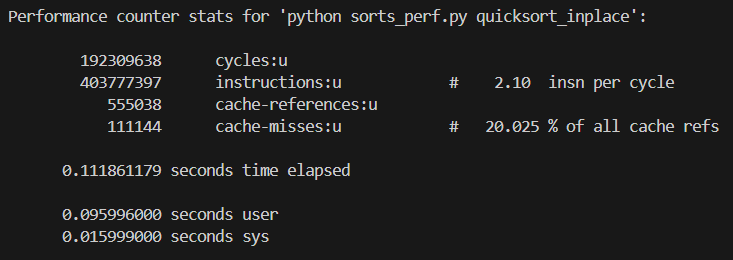 Performance counter stats for 'python sorts_perf.py quicksort_inplace':
192309638 cycles:u
403777397 instructions:u # 2.10 insn per cycle
555038 cache-references:u
111144 cache-misses:u # 20.025 % of all cache refs
0.111861179 seconds time elapsed
0.095996000 seconds user
0.015999000 seconds sys